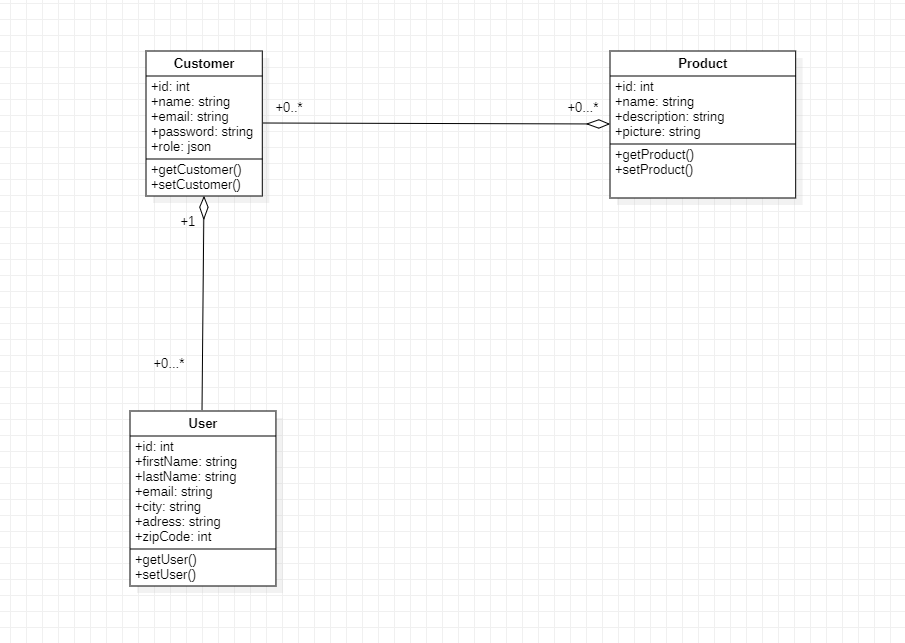 Customer
+id: int
+name: string
+email: string
+password: string
+role: json
+getCustomer()
+setCustomer()
+0..*
+0...*
Product
+id: int
+name: string
+description: string
+picture: string
+getProduct()
+setProduct()
+1
+0...*
User
+id: int
+firstName: string
+lastName: string
+email: string
+city: string
+adress: string
+zipCode: int
+getUser()
+setUser()